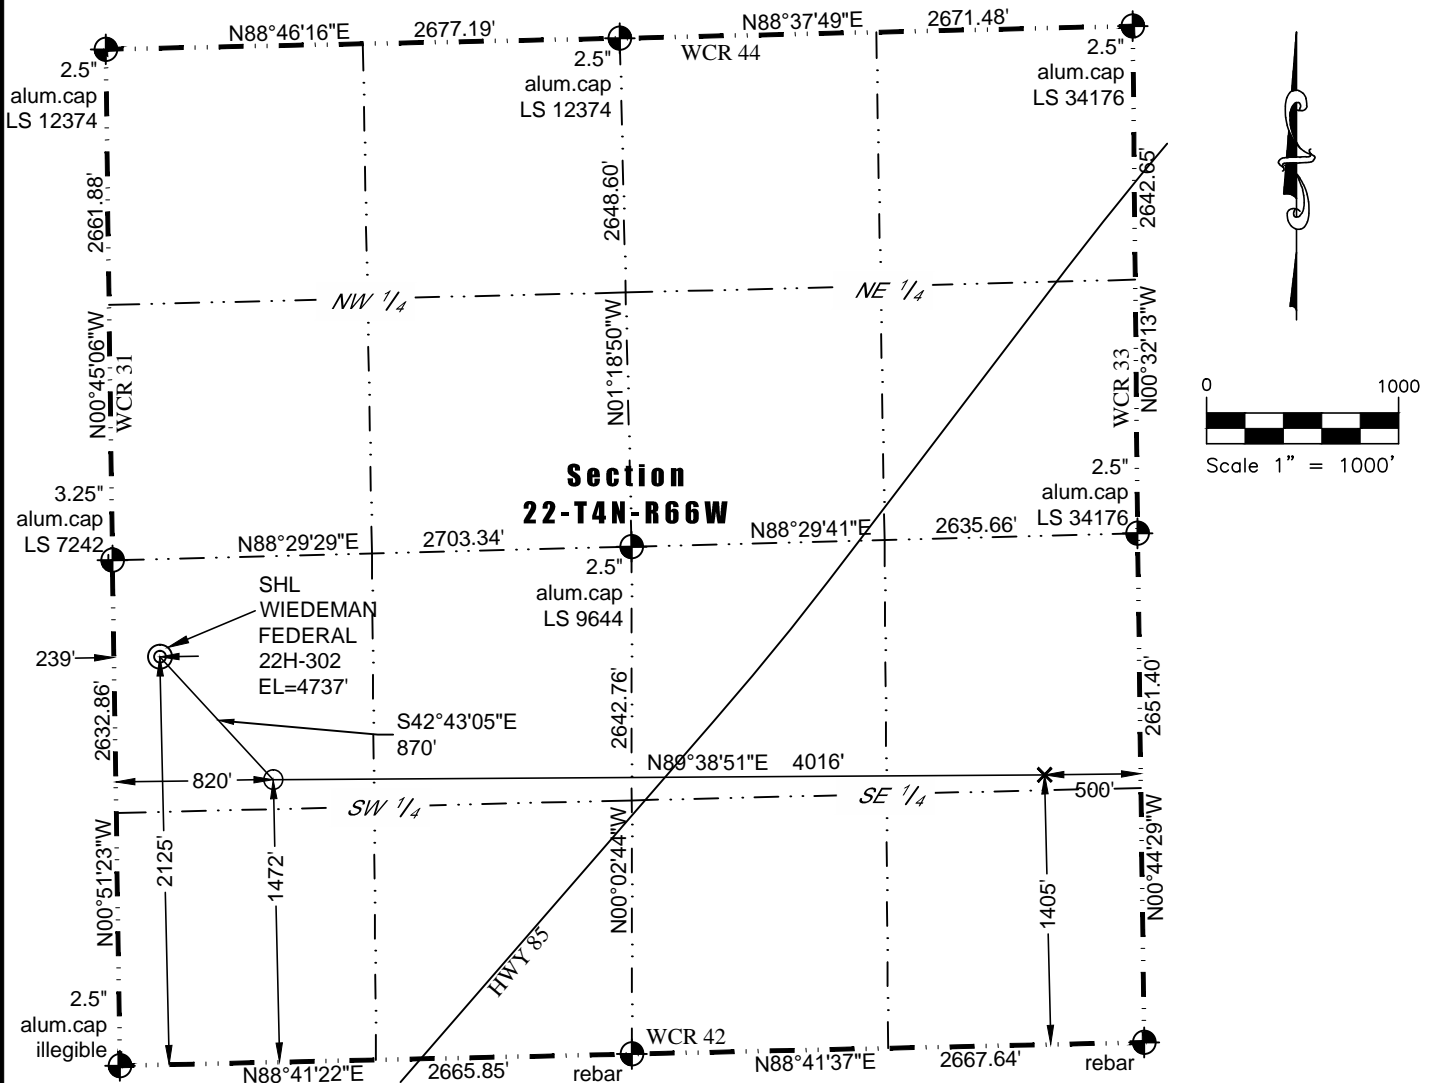 N88°46'16"E
2677.19'
N88°37'49"E
2671.48'
WCR 44
2.5"
alum.cap
LS 12374
2.5"
alum.cap
LS 12374
2.5"
alum.cap
LS 34176
2661.88'
2648.60'
2642.65'
NW 1/4
NE 1/4
N00°45'06"W
WCR 31
N01°18'50"W
WCR 33
N00°32'13"W
0
1000
Scale 1" = 1000'
Section
22-T4N-R66W
3.25"
alum.cap
LS 7242
2.5"
alum.cap
LS 34176
N88°29'29"E
2703.34'
N88°29'41"E
2635.66'
2.5"
alum.cap
LS 9644
SHL
WIEDEMAN
FEDERAL
22H-302
EL=4737'
239'
2632.86'
2642.76'
2651.40'
S42°43'05"E
870'
N89°38'51"E
4016'
820'
500'
SW 1/4
SE 1/4
N00°51'23"W
2125'
1472'
N00°02'44"W
1405'
N00°44'29"W
HWY 85
2.5"
alum.cap
illegible
WCR 42
N88°41'22"E
2665.85'
rebar
N88°41'37"E
2667.64'
rebar